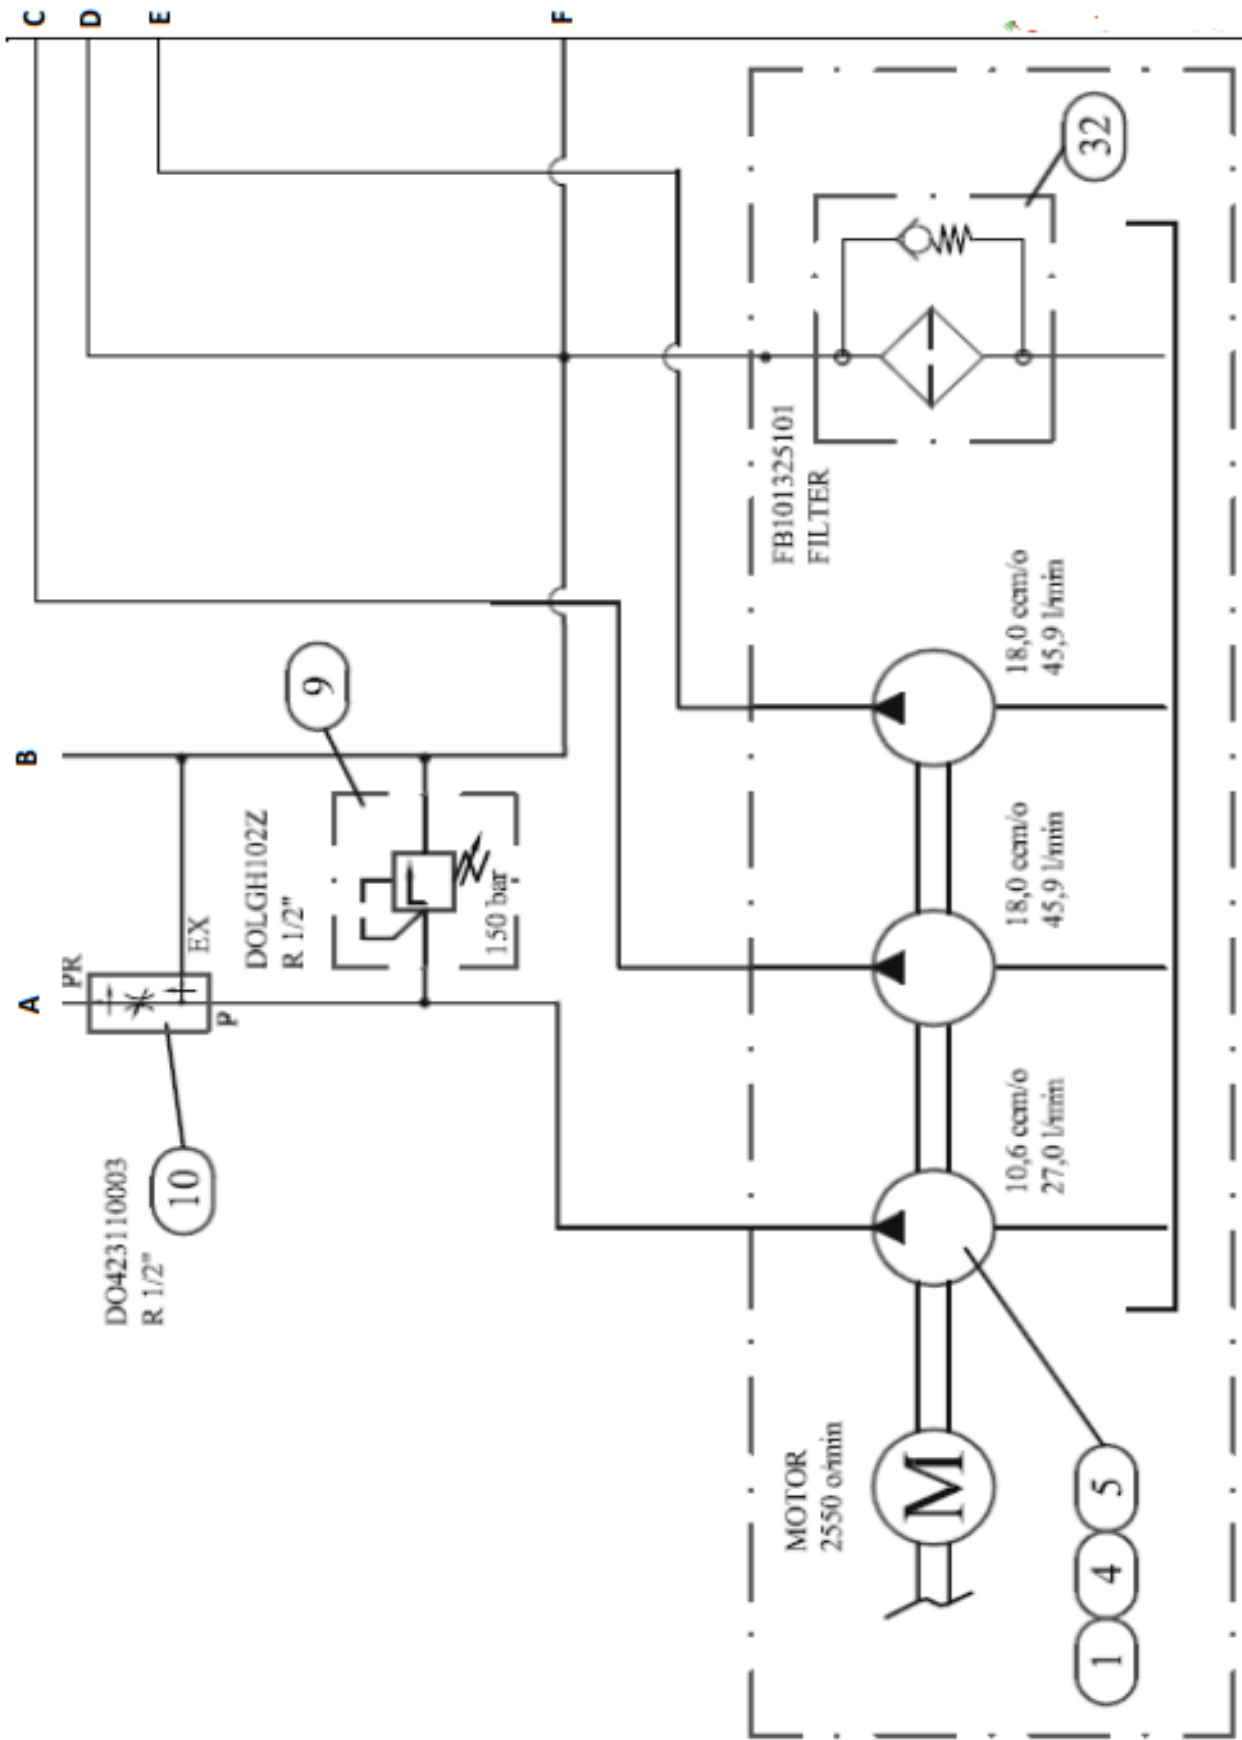 C
D
E
F
B
A
PR
EX
P
DO423110003
R 1/2"
10
DOLGH102Z
R 1/2"
9
150 bar
MOTOR
2550 o/min
M
1
4
5
10,6 ccm/o
27,0 l/min
18,0 ccm/o
45,9 l/min
18,0 ccm/o
45,9 l/min
FB101325101
FILTER
32